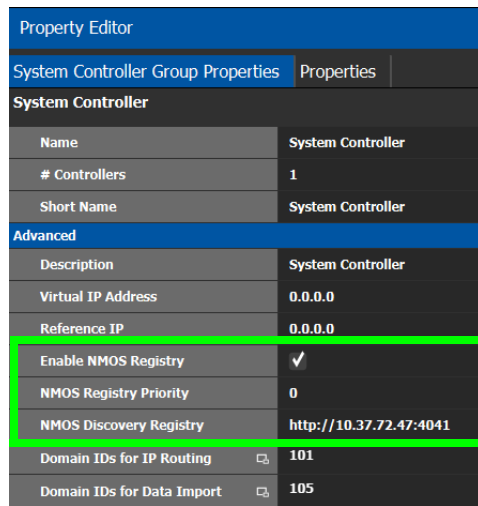 Property Editor
System Controller Group Properties Properties
System Controller
Name System Controller
# Controllers 1
Short Name System Controller
Advanced
Description System Controller
Virtual IP Address 0.0.0.0
Reference IP 0.0.0.0
Enable NMOS Registry
NMOS Registry Priority 0
NMOS Discovery Registry http://10.37.72.47:4041
Domain IDs for IP Routing 101
Domain IDs for Data Import 105